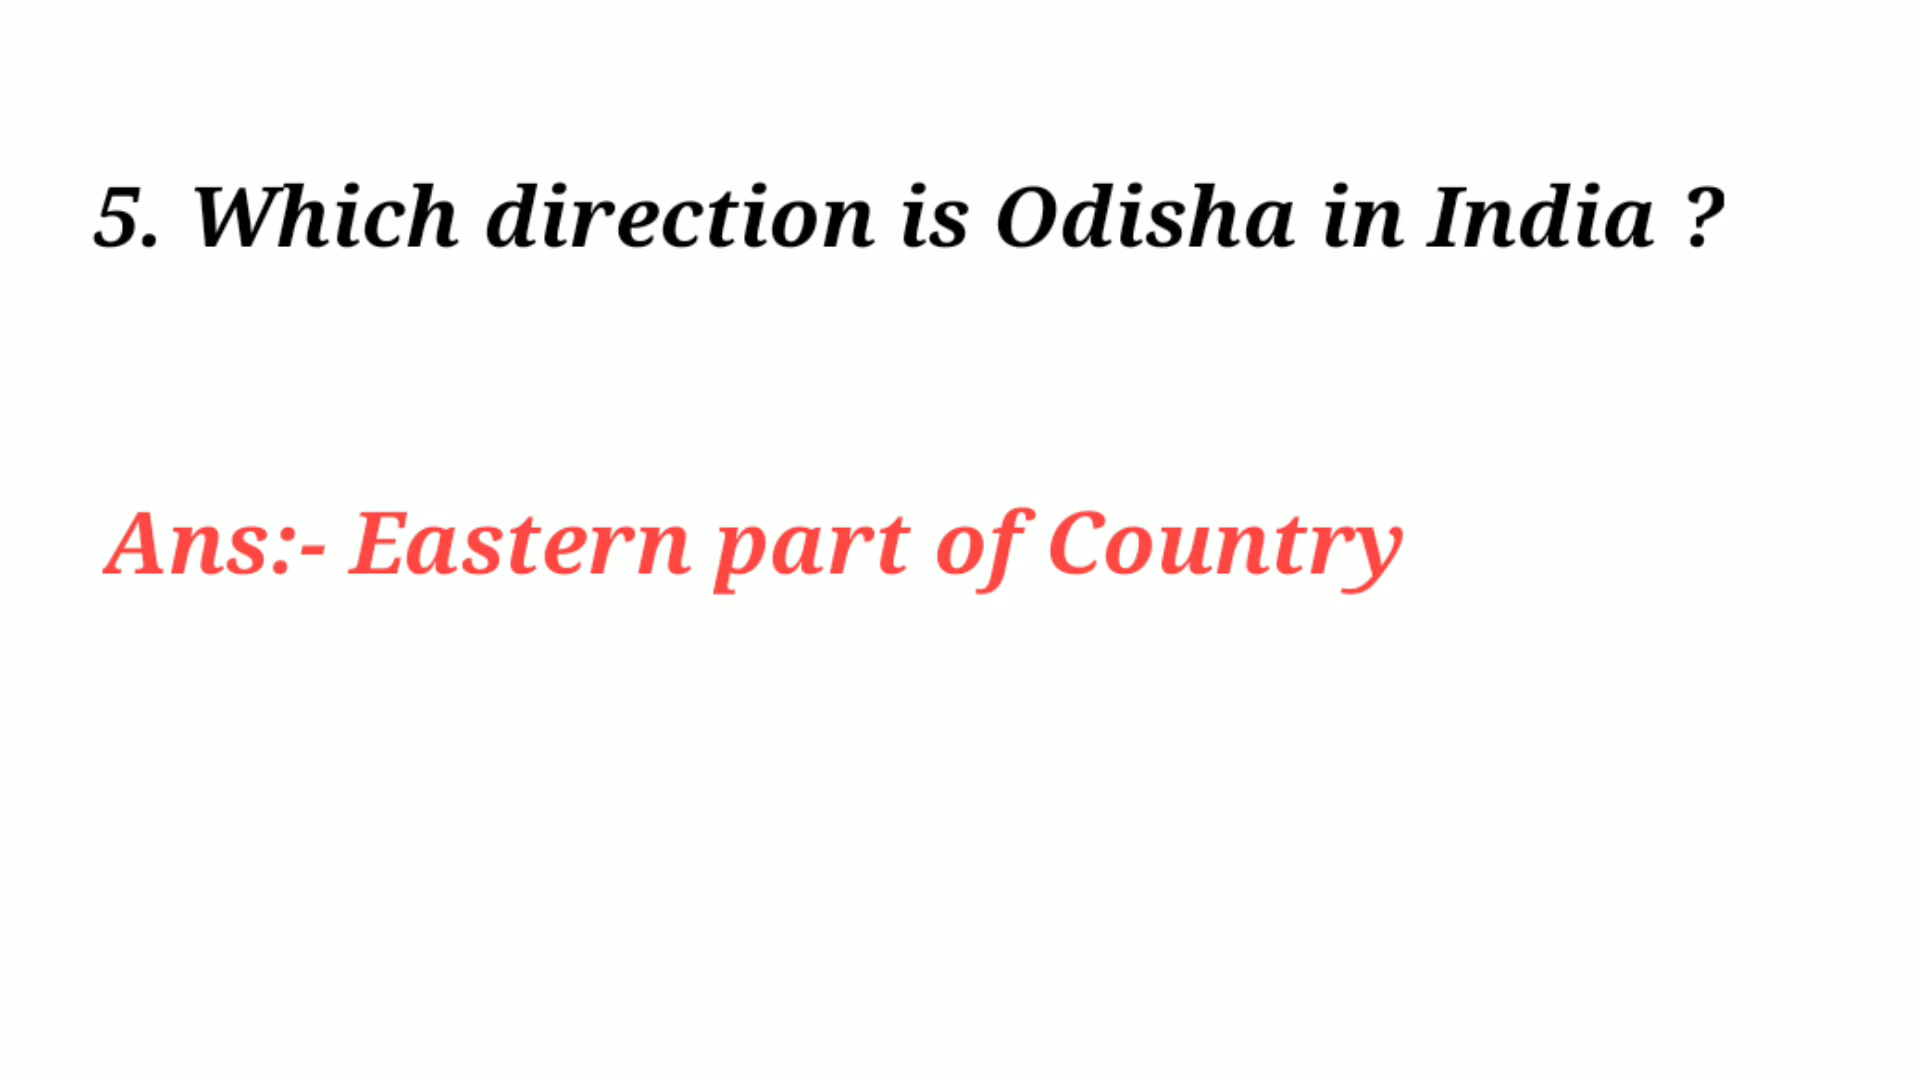 5. Which direction is Odisha in India ?
Ans:- Eastern part of Country